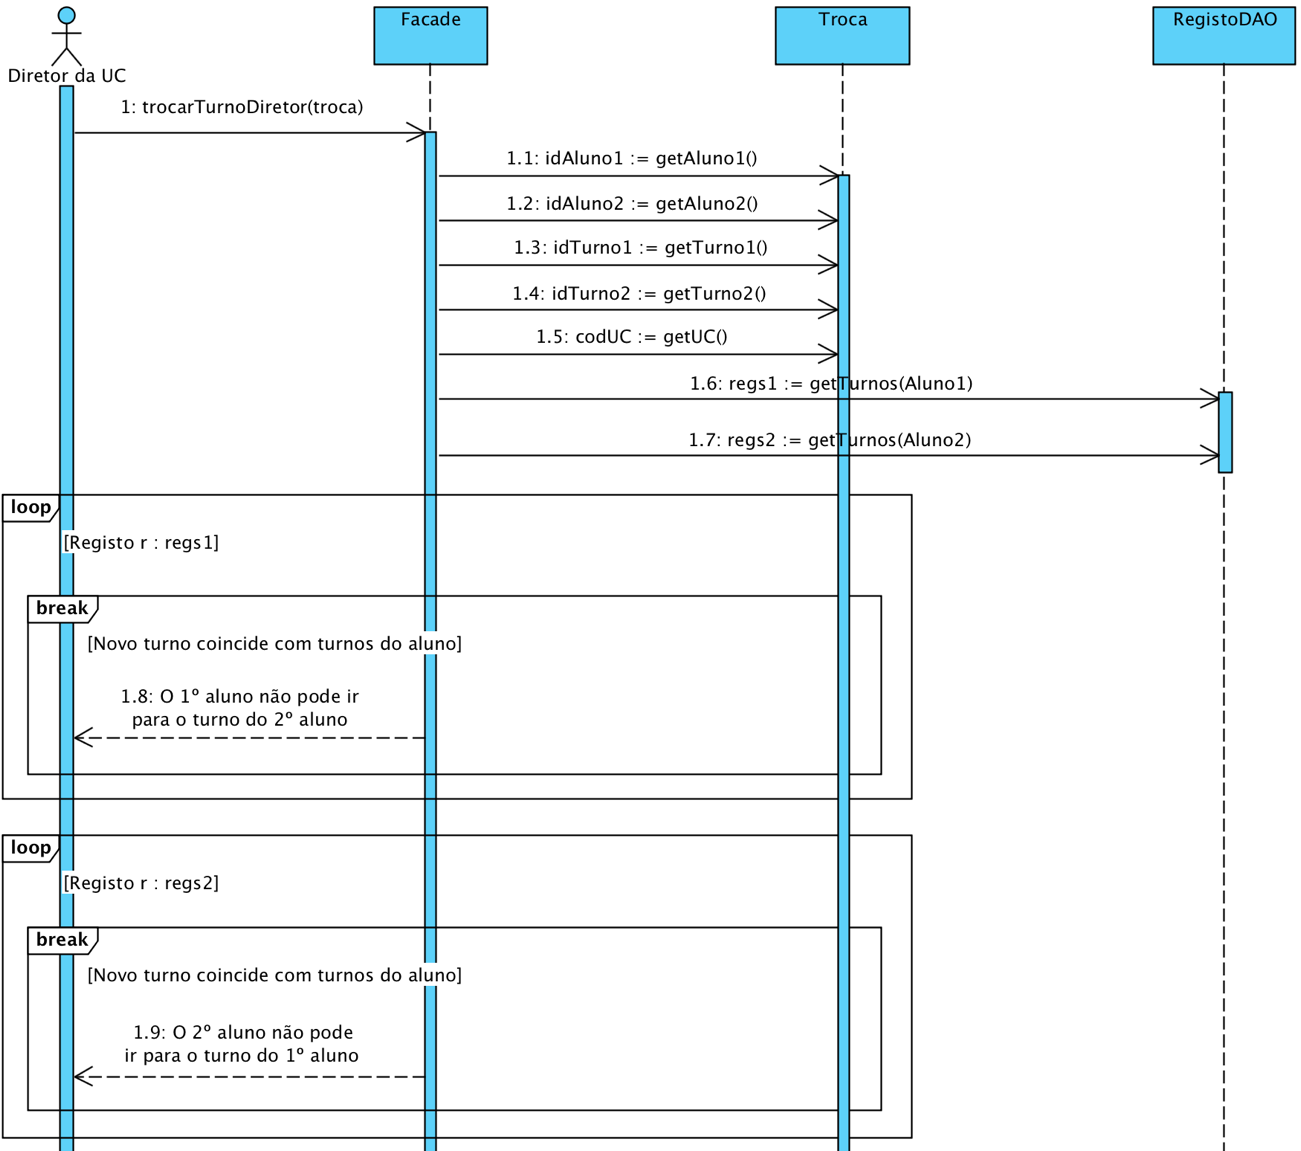 Facade
Troca
RegistoDAO
Diretor da UC
1: trocarTurnoDiretor(troca)
1.1: idAluno1 := getAluno1()
1.2: idAluno2 := getAluno2()
1.3: idTurno1 := getTurno1()
1.4: idTurno2 := getTurno2()
1.5: codUC := getUC()
1.6: regs1 := getTurnos(Aluno1)
1.7: regs2 := getTurnos(Aluno2)
loop
[Registo r : regs1]
break
[Novo turno coincide com turnos do aluno]
1.8: O 1º aluno não pode ir
para o turno do 2º aluno
loop
[Registo r : regs2]
break
[Novo turno coincide com turnos do aluno]
1.9: O 2º aluno não pode
ir para o turno do 1º aluno